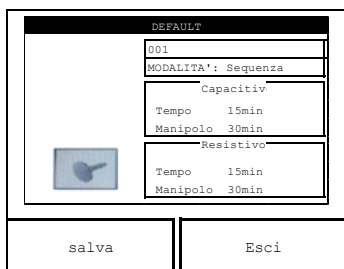 DEFAULT
001
MODALITA': Sequenza
Capacitiv
Tempo 15min
Manipolo 30min
Resistivo
Tempo 15min
Manipolo 30min
salva
Esci